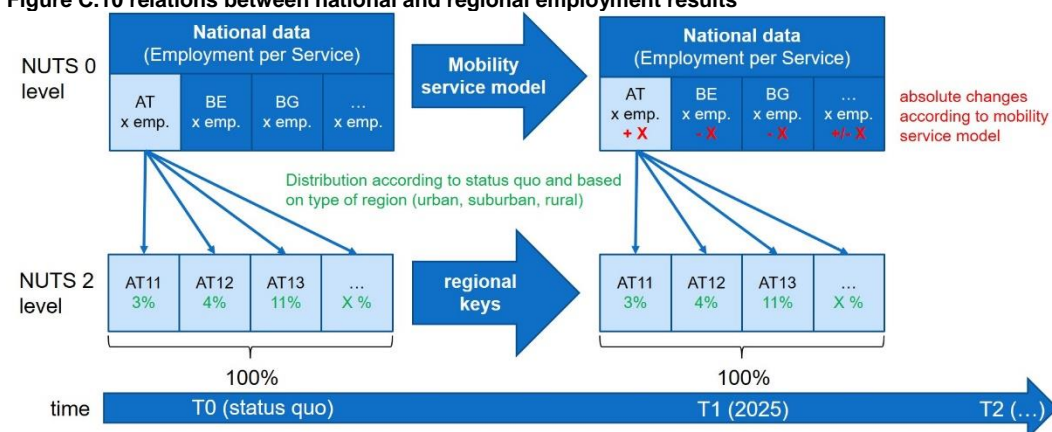 Figure C.10 relations between national and regional employment results
NUTS 0
level
National data
(Employment per Service)
AT
x emp.
BE
x emp.
BG
x emp.
...
x emp.
Mobility
service model
National data
(Employment per Service)
AT
x emp.
+ X
BE
x emp.
- X
BG
x emp.
- X
...
x emp.
+/- X
absolute changes
according to mobility
service model
Distribution according to status quo and based
on type of region (urban, suburban, rural)
NUTS 2
level
AT11
3%
AT12
4%
AT13
11%
...
X %
regional
keys
AT11
3%
AT12
4%
AT13
11%
...
X %
100%
100%
time
T0 (status quo)
T1 (2025)
T2 (...)